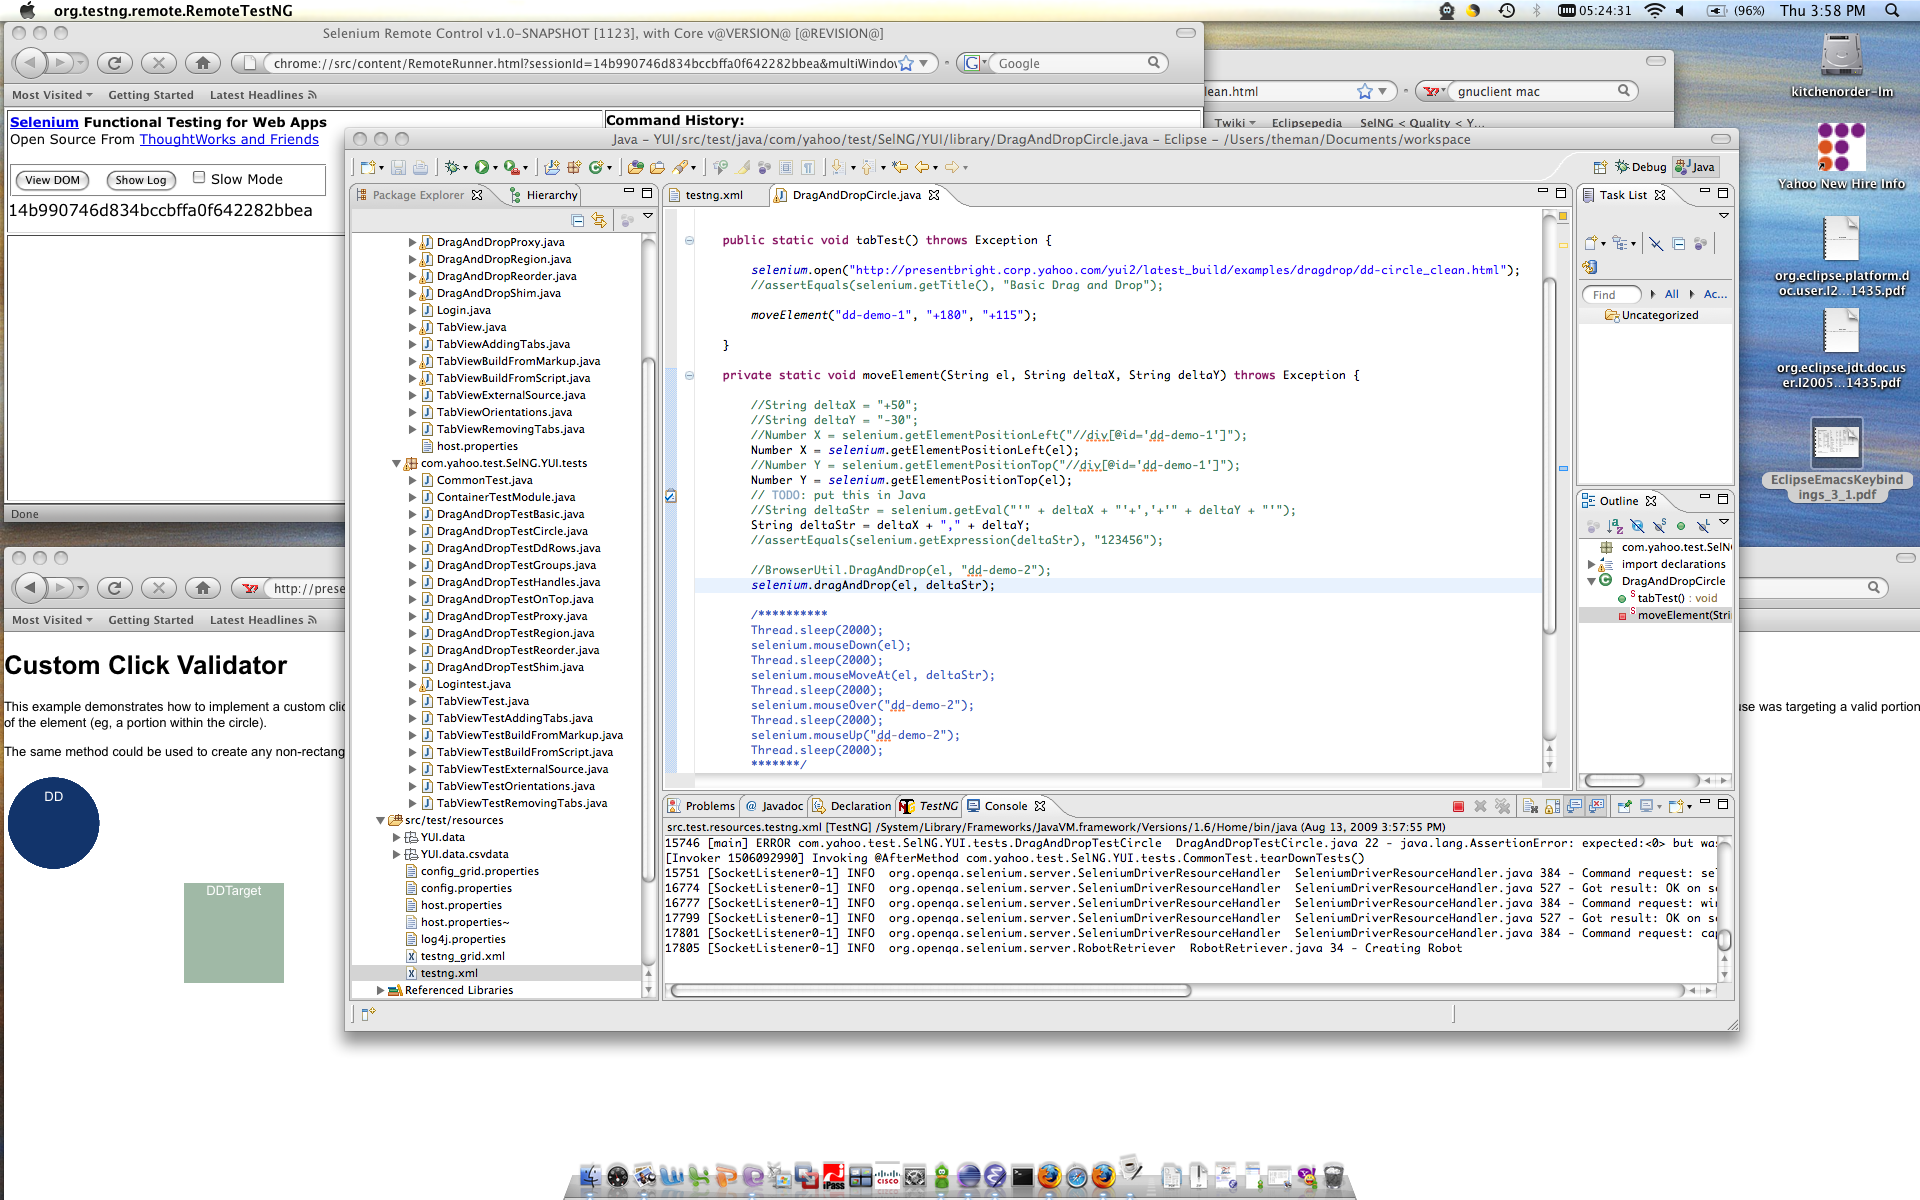 org.testng.remote.RemoteTestNG
05:24:31
(96%)
Thu 3:58 PM
Selenium Remote Control v1.0-SNAPSHOT [1123], with Core v@VERSION@ [@REVISION@]
chrome://src/content/RemoteRunner.html?sessionId=14b990746d834bccbffa0f642282bbea&multiWindo
Google
Most Visited
Getting Started
Latest Headlines
lean.html
gnuclient mac
Twiki
Eclipsepedia
SelNG < Quality < Y...
Selenium Functional Testing for Web Apps
Open Source From ThoughtWorks and Friends
View DOM
Show Log
Slow Mode
14b990746d834bccbffa0f642282bbea
Command History:
Done
Java – YUI/src/test/java/com/yahoo/test/SelNG/YUI/library/DragAndDropCircle.java – Eclipse – /Users/theman/Documents/workspace
Debug
Java
Package Explorer
Hierarchy
DragAndDropProxy.java
DragAndDropRegion.java
DragAndDropReorder.java
DragAndDropShim.java
Login.java
TabView.java
TabViewAddingTabs.java
TabViewBuildFromMarkup.java
TabViewBuildFromScript.java
TabViewExternalSource.java
TabViewOrientations.java
TabViewRemovingTabs.java
host.properties
com.yahoo.test.SelNG.YUI.tests
CommonTest.java
ContainerTestModule.java
DragAndDropTestBasic.java
DragAndDropTestCircle.java
DragAndDropTestDdRows.java
DragAndDropTestGroups.java
DragAndDropTestHandles.java
DragAndDropTestOnTop.java
DragAndDropTestProxy.java
DragAndDropTestRegion.java
DragAndDropTestReorder.java
DragAndDropTestShim.java
Logintest.java
TabViewTest.java
TabViewTestAddingTabs.java
TabViewTestBuildFromMarkup.java
TabViewTestBuildFromScript.java
TabViewTestExternalSource.java
TabViewTestOrientations.java
TabViewTestRemovingTabs.java
src/test/resources
YUI.data
YUI.data.csvdata
config_grid.properties
config.properties
host.properties
host.properties~
log4j.properties
testng_grid.xml
testng.xml
Referenced Libraries
testng.xml
DragAndDropCircle.java
public static void tabTest() throws Exception {
selenium.open("http://presentbright.corp.yahoo.com/yui2/latest_build/examples/dragdrop/dd-circle_clean.html");
//assertEquals(selenium.getTitle(), "Basic Drag and Drop");
moveElement("dd-demo-1", "+180", "+115");
}
private static void moveElement(String el, String deltaX, String deltaY) throws Exception {
//String deltaX = "+50";
//String deltaY = "-30";
//Number X = selenium.getElementPositionLeft("//div[@id='dd-demo-1']");
Number X = selenium.getElementPositionLeft(el);
//Number Y = selenium.getElementPositionTop("//div[@id='dd-demo-1']");
Number Y = selenium.getElementPositionTop(el);
// TODO: put this in Java
//String deltaStr = selenium.getEval("'" + deltaX + "'+','+'" + deltaY + "'");
String deltaStr = deltaX + "," + deltaY;
//assertEquals(selenium.getExpression(deltaStr), "123456");
//BrowserUtil.DragAndDrop(el, "dd-demo-2");
selenium.dragAndDrop(el, deltaStr);
/**********
Thread.sleep(2000);
selenium.mouseDown(el);
Thread.sleep(2000);
selenium.mouseMoveAt(el, deltaStr);
Thread.sleep(2000);
selenium.mouseOver("dd-demo-2");
Thread.sleep(2000);
selenium.mouseUp("dd-demo-2");
Thread.sleep(2000);
*******/
Task List
Find
All
Ac...
Uncategorized
Outline
com.yahoo.test.SelN
import declarations
DragAndDropCircle
tabTest() : void
moveElement(Stri
Problems
Javadoc
Declaration
TestNG
Console
src.test.resources.testng.xml [TestNG] /System/Library/Frameworks/JavaVM.framework/Versions/1.6/Home/bin/java (Aug 13, 2009 3:57:55 PM)
15746 [main] ERROR com.yahoo.test.SelNG.YUI.tests.DragAndDropTestCircle DragAndDropTestCircle.java 22 - java.lang.AssertionError: expected:<0> but wa
[Invoker 1506092990] Invoking @AfterMethod com.yahoo.test.SelNG.YUI.tests.CommonTest.tearDownTests()
15751 [SocketListener0-1] INFO org.openqa.selenium.server.SeleniumDriverResourceHandler SeleniumDriverResourceHandler.java 384 - Command request: se
16774 [SocketListener0-1] INFO org.openqa.selenium.server.SeleniumDriverResourceHandler SeleniumDriverResourceHandler.java 527 - Got result: OK on s
16777 [SocketListener0-1] INFO org.openqa.selenium.server.SeleniumDriverResourceHandler SeleniumDriverResourceHandler.java 384 - Command request: wi
17799 [SocketListener0-1] INFO org.openqa.selenium.server.SeleniumDriverResourceHandler SeleniumDriverResourceHandler.java 527 - Got result: OK on s
17801 [SocketListener0-1] INFO org.openqa.selenium.server.SeleniumDriverResourceHandler SeleniumDriverResourceHandler.java 384 - Command request: ca
17805 [SocketListener0-1] INFO org.openqa.selenium.server.RobotRetriever RobotRetriever.java 34 - Creating Robot
http://prese
Most Visited
Getting Started
Latest Headlines
Custom Click Validator
This example demonstrates how to implement a custom clic
use was targeting a valid portion
of the element (eg, a portion within the circle).
The same method could be used to create any non-rectang
DD
DDTarget
kitchenorder-lm
Yahoo New Hire Info
org.eclipse.platform.d
oc.user.I2...1435.pdf
org.eclipse.jdt.doc.us
er.I2005...1435.pdf
EclipseEmacsKeybind
ings_3_1.pdf
iPass
CISCO